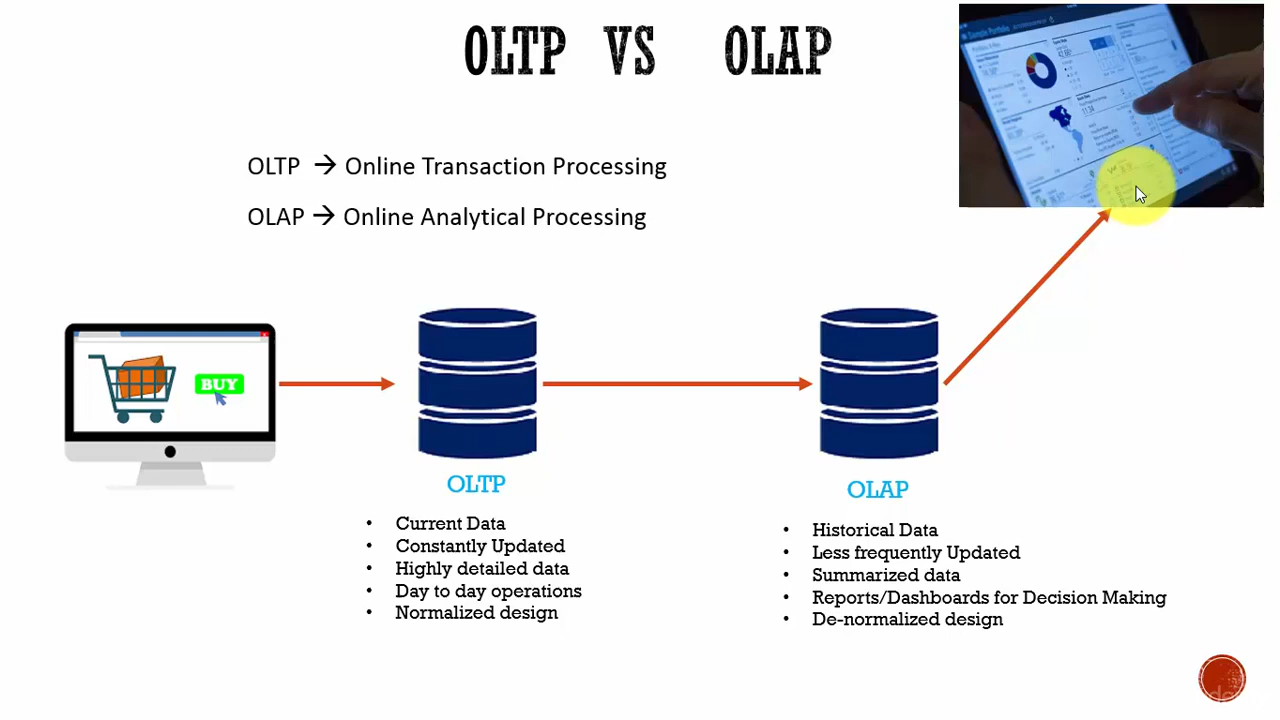 OLTP VS OLAP
OLTP → Online Transaction Processing
OLAP → Online Analytical Processing
BUY
OLTP
• Current Data
• Constantly Updated
• Highly detailed data
• Day to day operations
• Normalized design
OLAP
• Historical Data
• Less frequently Updated
• Summarized data
• Reports/Dashboards for Decision Making
• De-normalized design